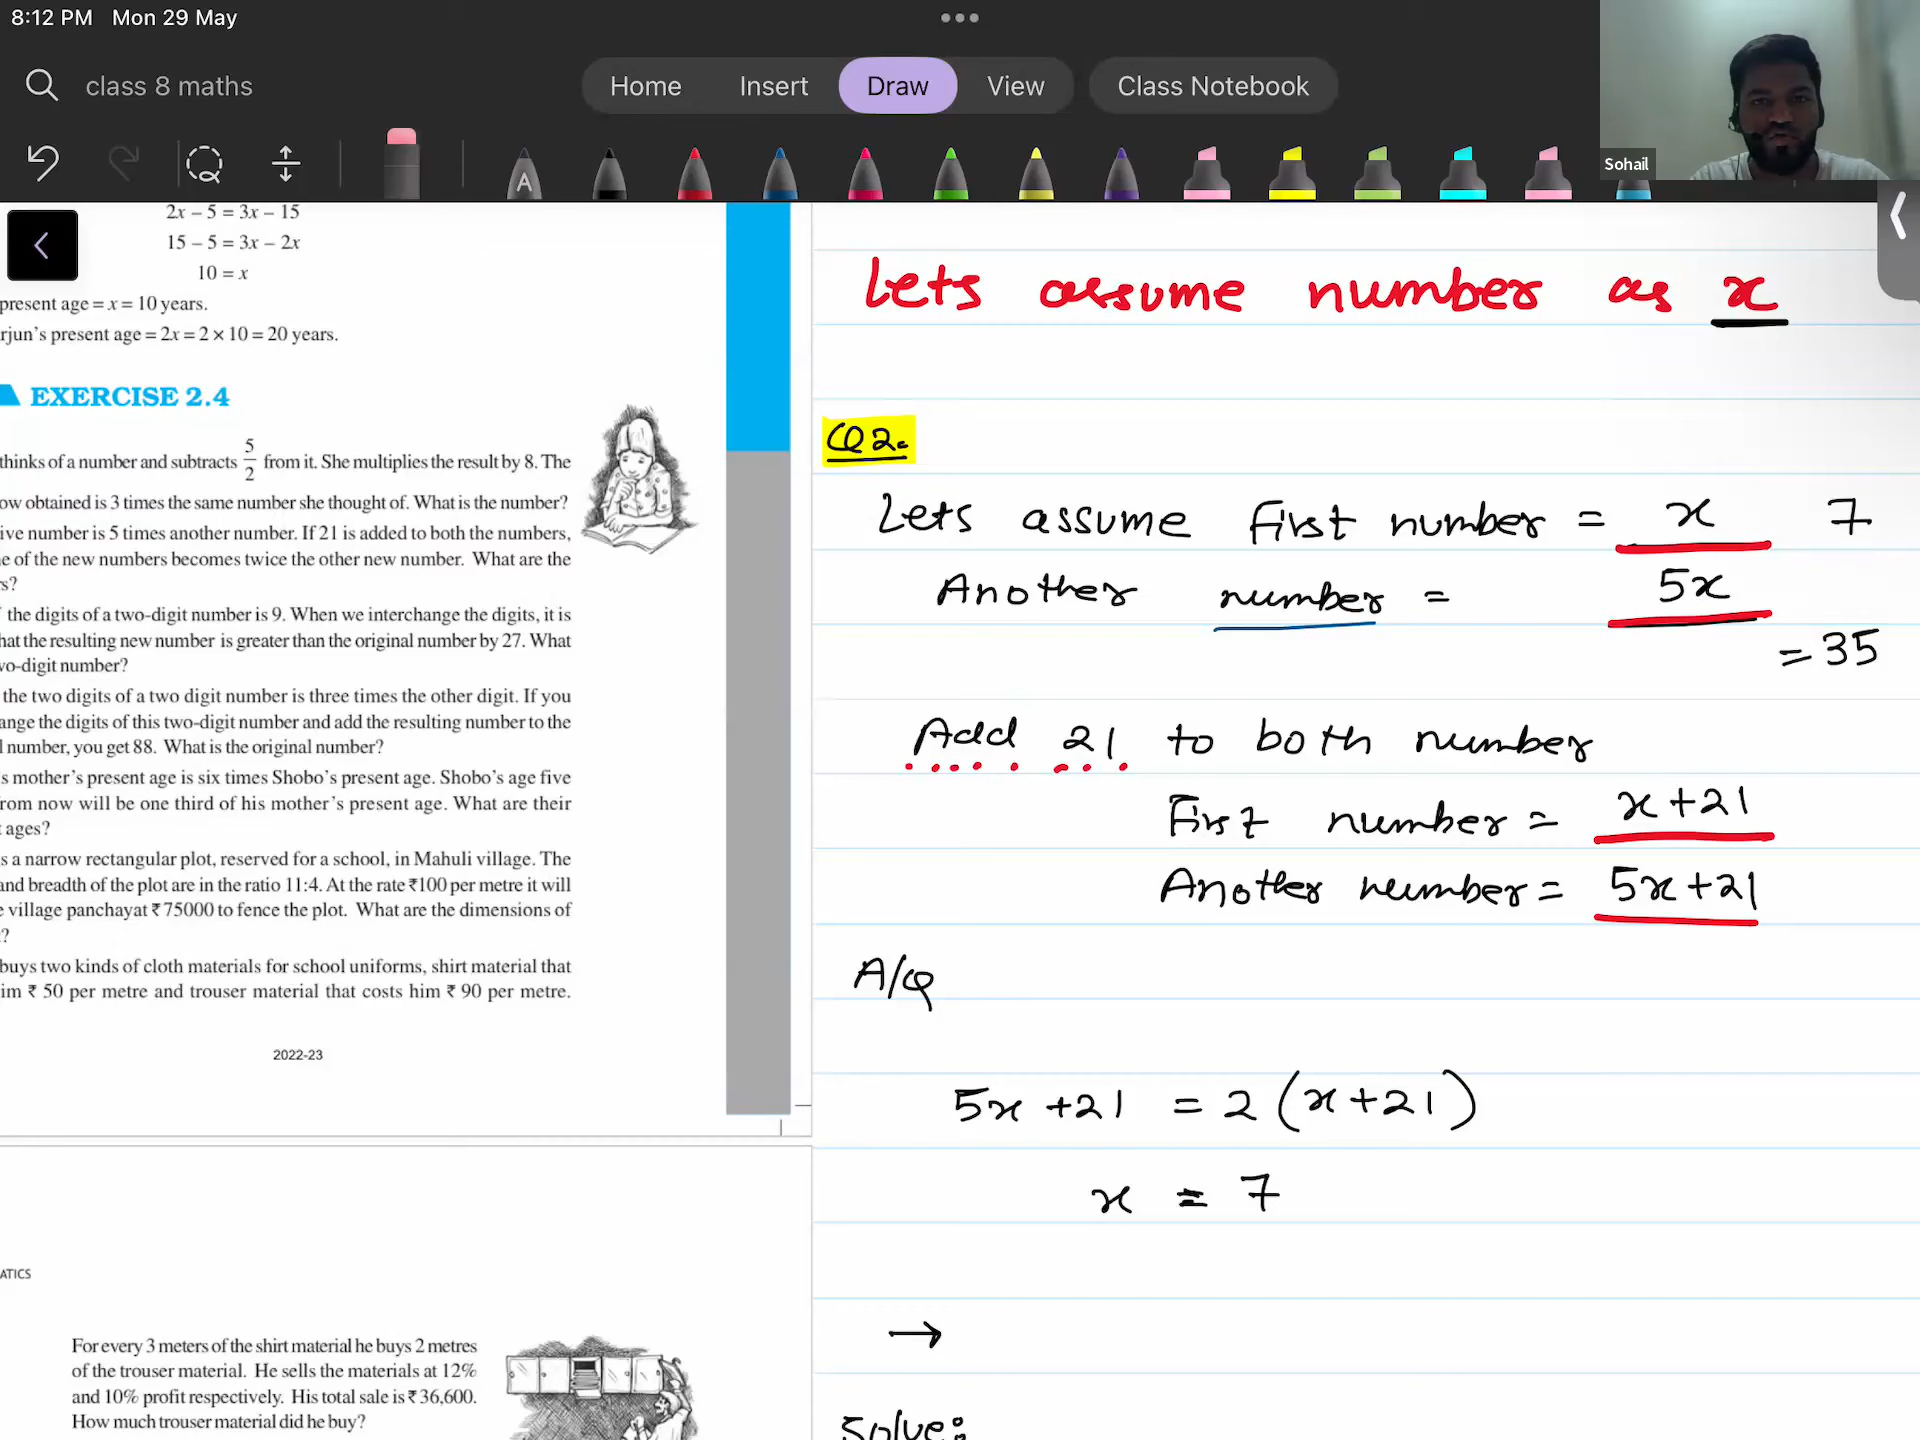 8:12 PM Mon 29 May
class 8 maths
Home Insert Draw View Class Notebook
A
Sohail
2x – 5 = 3x – 15
15 – 5 = 3x – 2x
10 = x
present age = x = 10 years.
rjun's present age = 2x = 2 × 10 = 20 years.
EXERCISE 2.4
thinks of a number and subtracts 5/2 from it. She multiplies the result by 8. The
ow obtained is 3 times the same number she thought of. What is the number?
ive number is 5 times another number. If 21 is added to both the numbers,
e of the new numbers becomes twice the other new number. What are the
s?
the digits of a two-digit number is 9. When we interchange the digits, it is
hat the resulting new number is greater than the original number by 27. What
vo-digit number?
the two digits of a two digit number is three times the other digit. If you
ange the digits of this two-digit number and add the resulting number to the
l number, you get 88. What is the original number?
s mother's present age is six times Shobo's present age. Shobo's age five
rom now will be one third of his mother's present age. What are their
t ages?
s a narrow rectangular plot, reserved for a school, in Mahuli village. The
and breadth of the plot are in the ratio 11:4. At the rate ₹100 per metre it will
e village panchayat ₹ 75000 to fence the plot. What are the dimensions of
?
buys two kinds of cloth materials for school uniforms, shirt material that
im ₹ 50 per metre and trouser material that costs him ₹ 90 per metre.
2022-23
ATICS
For every 3 meters of the shirt material he buys 2 metres
of the trouser material. He sells the materials at 12%
and 10% profit respectively. His total sale is ₹ 36,600.
How much trouser material did he buy?
Lets assume number as x
Q2.
Lets assume First number = x 7
Another number = 5x
= 35
Add 21 to both number
First number = x+21
Another number = 5x+21
A/Q
5x +21 = 2 (x+21)
x = 7
→
Solve: